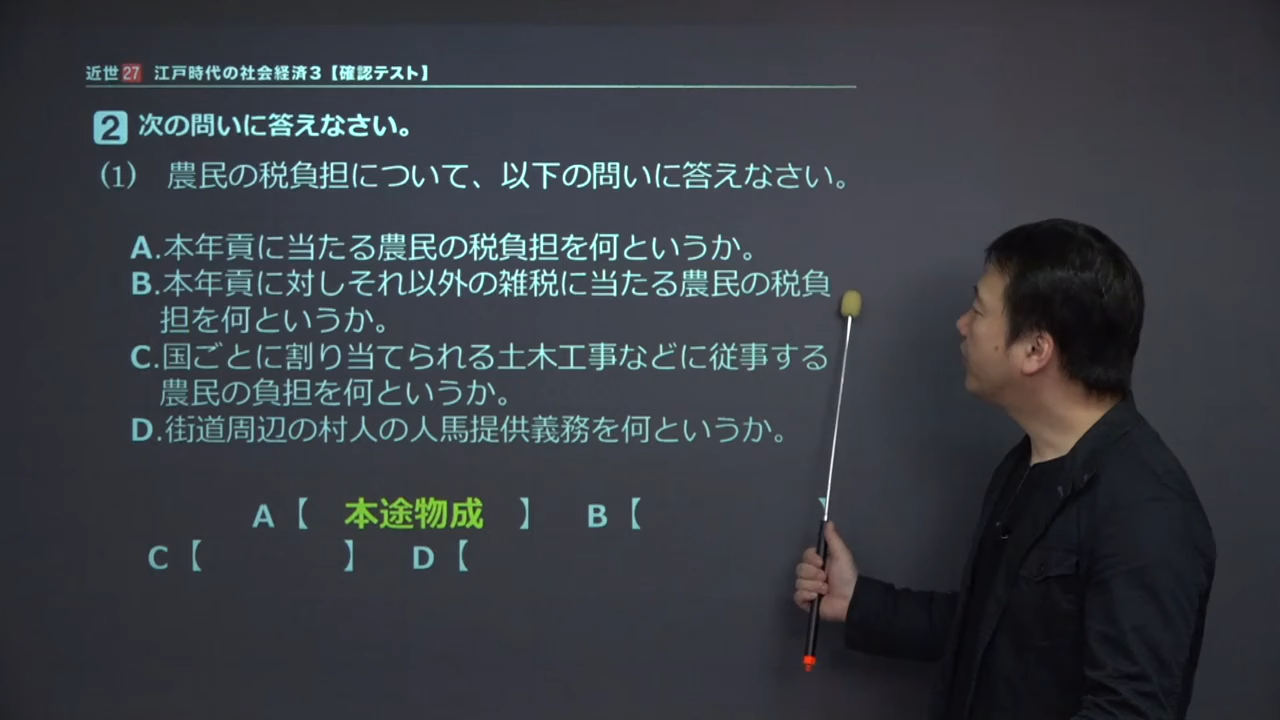 近世27 江戸時代の社会経済3【確認テスト】
2 次の問いに答えなさい。
(1) 農民の税負担について、以下の問いに答えなさい。
A.本年貢に当たる農民の税負担を何というか。
B.本年貢に対しそれ以外の雑税に当たる農民の税負
担を何というか。
C.国ごとに割り当てられる土木工事などに従事する
農民の負担を何というか。
D.街道周辺の村人の人馬提供義務を何というか。
A【 本途物成 】 B【 】
C【 】 D【